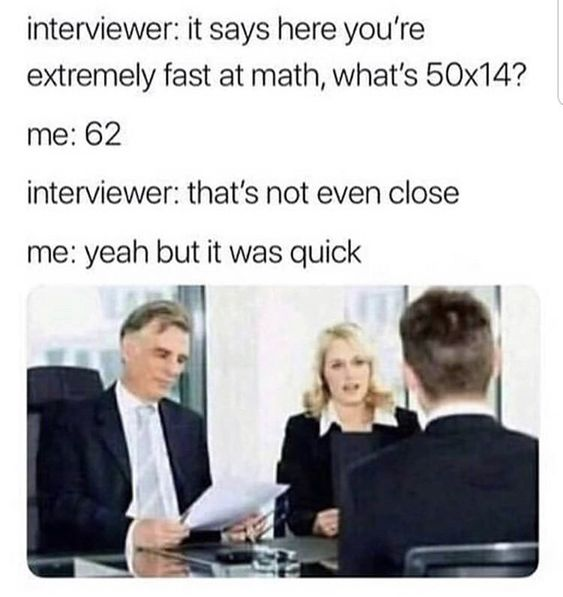 interviewer: it says here you're
extremely fast at math, what's 50x14?
me: 62
interviewer: that's not even close
me: yeah but it was quick